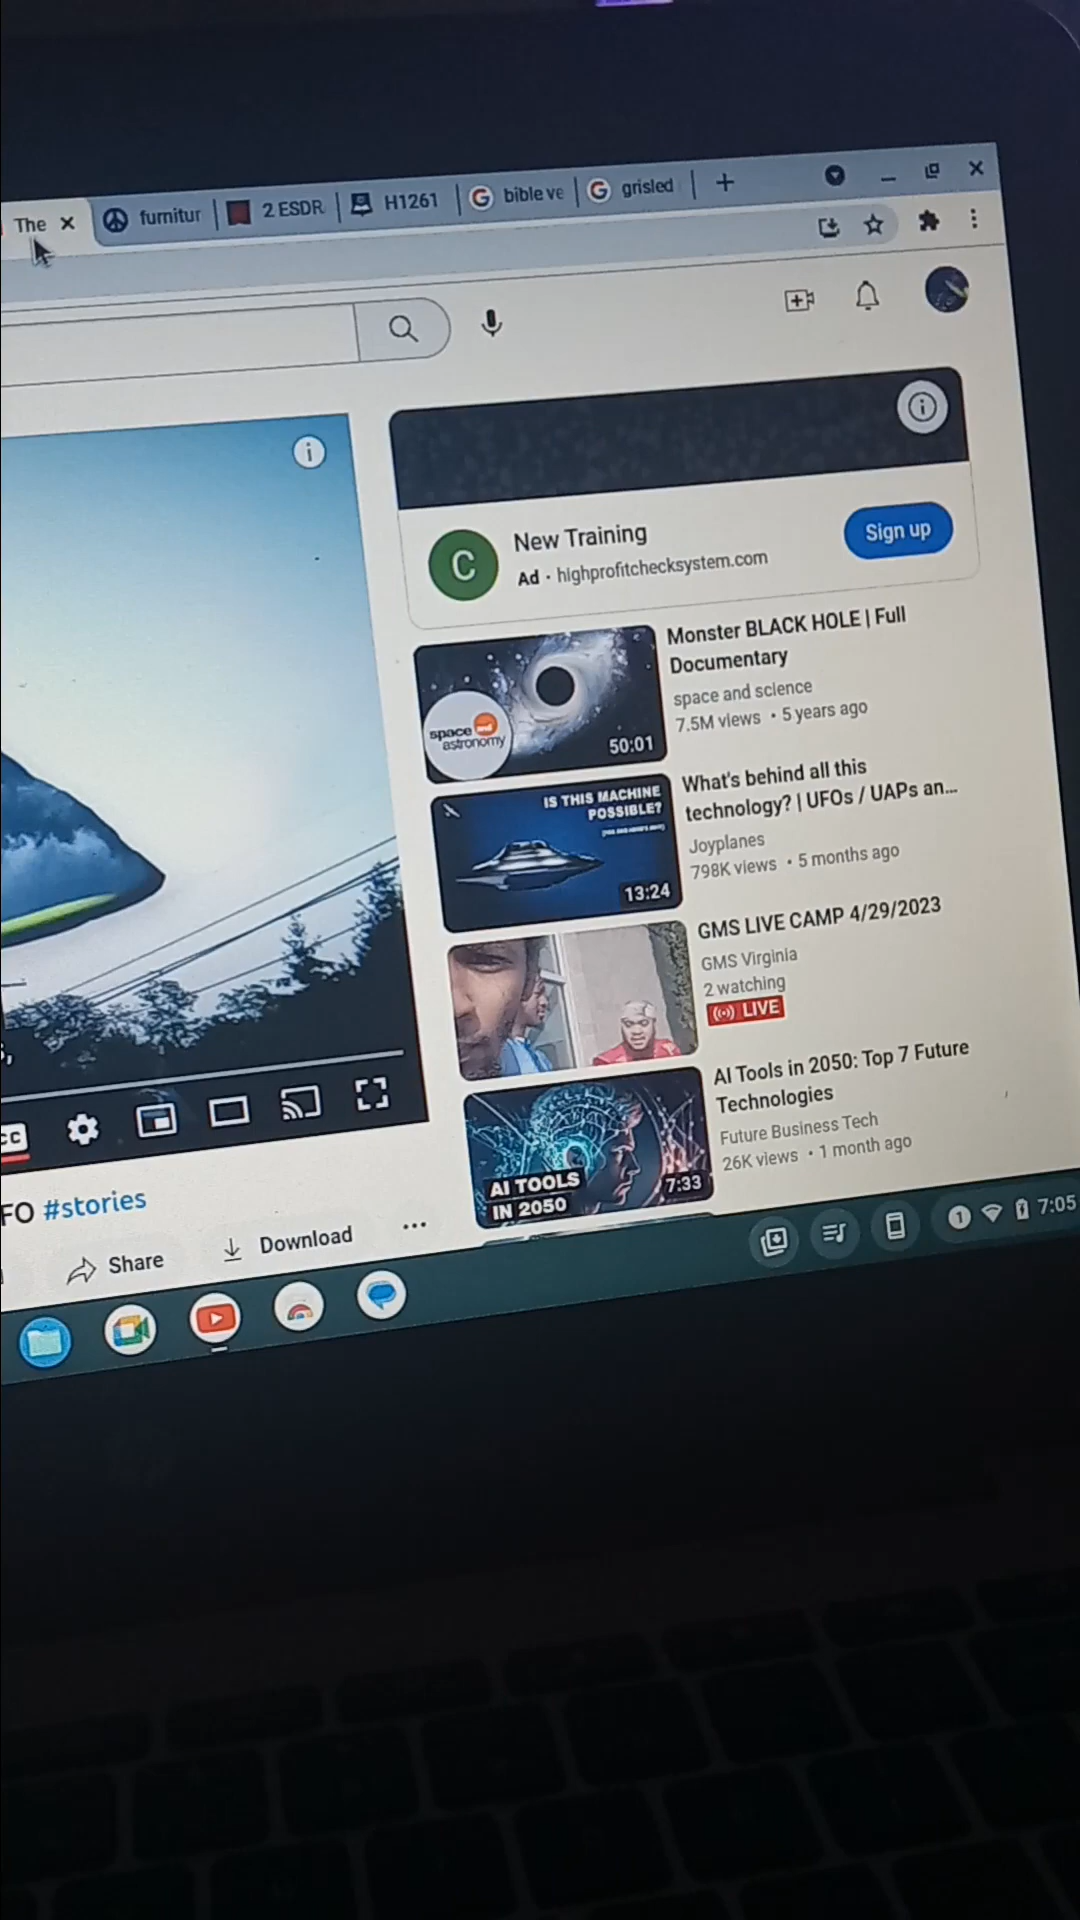 The
furnitur
2 ESDR
H1261
bible ve
grisled
New Training
Ad · highprofitchecksystem.com
Sign up
Monster BLACK HOLE | Full
Documentary
space and science
7.5M views • 5 years ago
space and
astronomy
50:01
What's behind all this
technology? | UFOs / UAPs an...
Joyplanes
798K views • 5 months ago
IS THIS MACHINE
POSSIBLE?
13:24
GMS LIVE CAMP 4/29/2023
GMS Virginia
2 watching
LIVE
AI Tools in 2050: Top 7 Future
Technologies
Future Business Tech
26K views • 1 month ago
AI TOOLS
IN 2050
7:33
CC
FO #stories
Share
Download
1
7:05
C